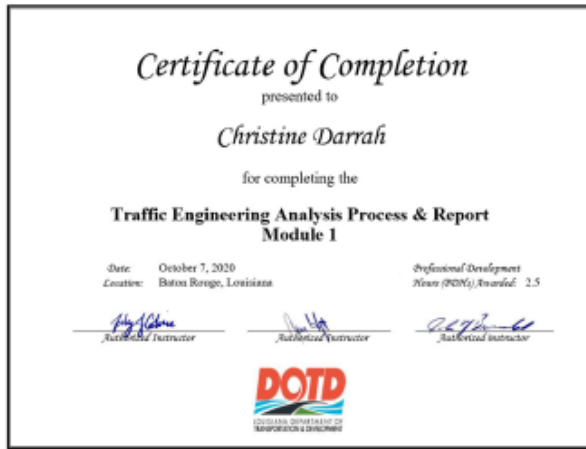 Certificate of Completion
presented to
Christine Darrah
for completing the
Traffic Engineering Analysis Process & Report
Module 1
Date: October 7, 2020
Location: Baton Rouge, Louisiana
Professional Development
Hours (PDHs) Awarded: 2.5
Authorized Instructor
Authorized Instructor
Authorized instructor
DOTD
LOUISIANA DEPARTMENT OF
TRANSPORTATION & DEVELOPMENT